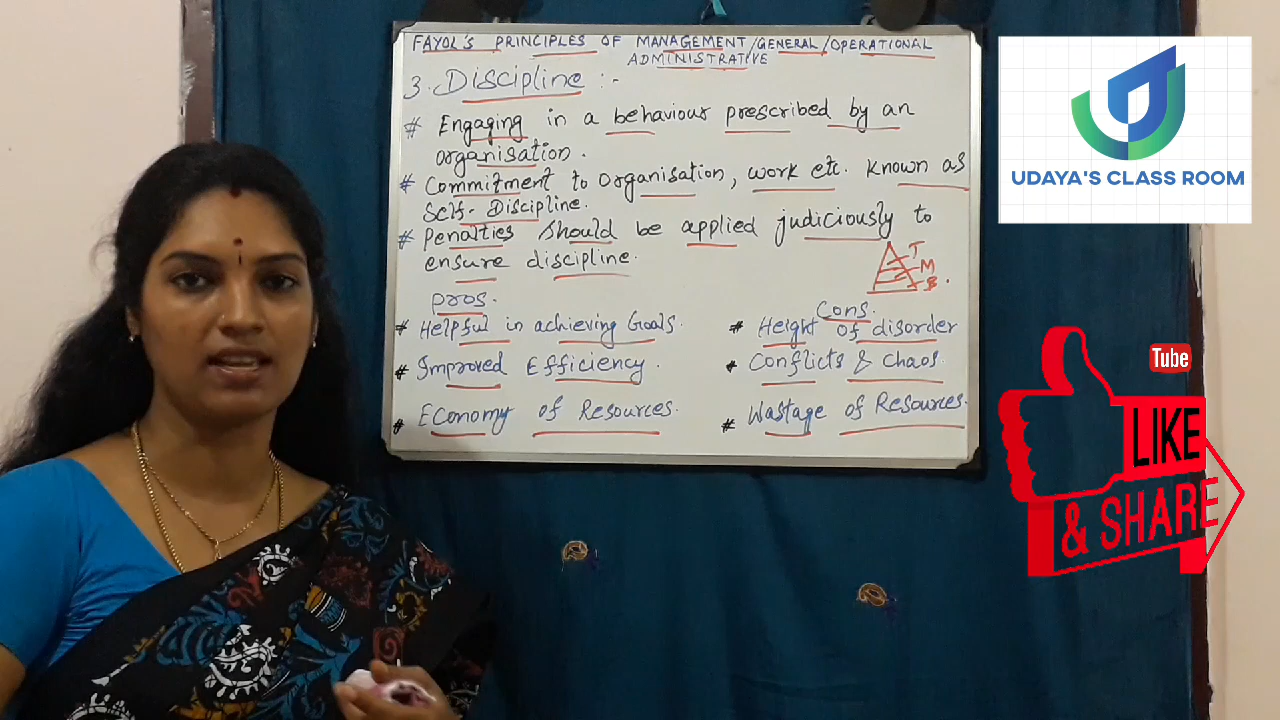 FAYOL'S PRINCIPLES OF MANAGEMENT/GENERAL/OPERATIONAL
ADMINISTRATIVE
3. Discipline :-
# Engaging in a behaviour prescribed by an
organisation.
# Commitment to organisation, work etc. Known as
Self-Discipline.
# Penalties should be applied judiciously to
ensure discipline.
T
M
B.
Pros.
* Helpful in achieving Goals.
* Improved Efficiency.
* Economy of Resources.
Cons.
* Height of disorder
* Conflicts & Chaos.
* Wastage of Resources.
UDAYA'S CLASS ROOM
Tube
LIKE
& SHARE